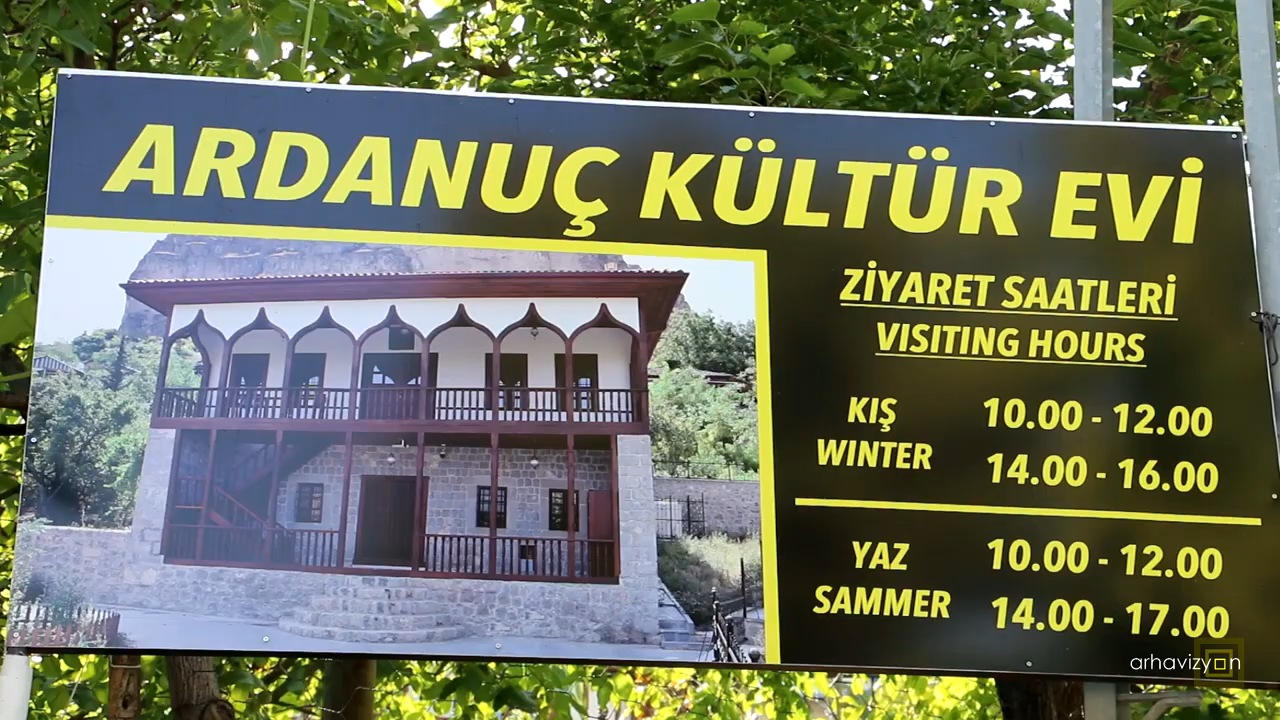 ARDANUÇ KÜLTÜR EVİ
ZİYARET SAATLERİ
VISITING HOURS
KIŞ 10.00 - 12.00
WINTER 14.00 - 16.00
YAZ 10.00 - 12.00
SAMMER 14.00 - 17.00
arhavizyon